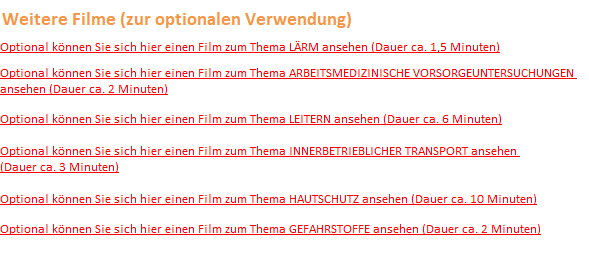 Weitere Filme (zur optionalen Verwendung)
Optional können Sie sich hier einen Film zum Thema LÄRM ansehen (Dauer ca. 1,5 Minuten)
Optional können Sie sich hier einen Film zum Thema ARBEITSMEDIZINISCHE VORSORGEUNTERSUCHUNGEN
ansehen (Dauer ca. 2 Minuten)
Optional können Sie sich hier einen Film zum Thema LEITERN ansehen (Dauer ca. 6 Minuten)
Optional können Sie sich hier einen Film zum Thema INNERBETRIEBLICHER TRANSPORT ansehen
(Dauer ca. 3 Minuten)
Optional können Sie sich hier einen Film zum Thema HAUTSCHUTZ ansehen (Dauer ca. 10 Minuten)
Optional können Sie sich hier einen Film zum Thema GEFAHRSTOFFE ansehen (Dauer ca. 2 Minuten)